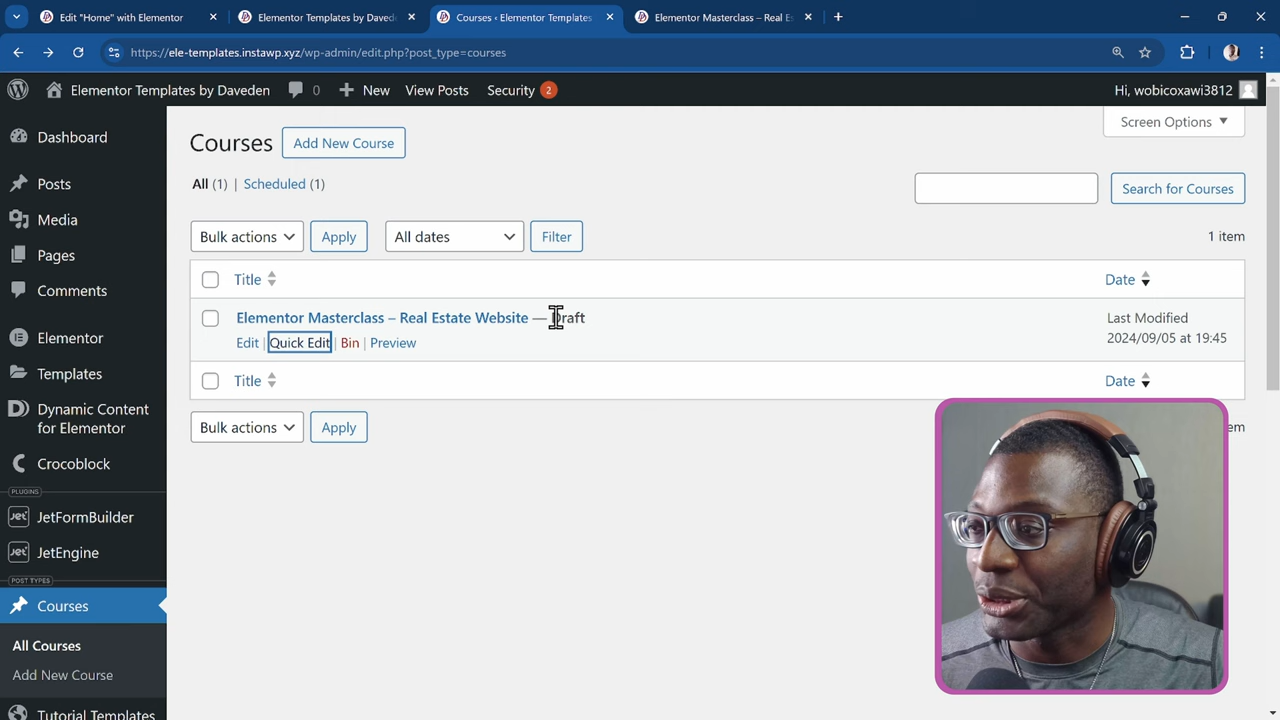 Edit "Home" with Elementor
Elementor Templates by Davede
Courses ‹ Elementor Templates
Elementor Masterclass – Real Es
https://ele-templates.instawp.xyz/wp-admin/edit.php?post_type=courses
Elementor Templates by Daveden
0
New
View Posts
Security
2
Hi, wobicoxawi3812
Dashboard
Posts
Media
Pages
Comments
Elementor
Templates
Dynamic Content
for Elementor
Crocoblock
PLUGINS
JetFormBuilder
JetEngine
POST TYPES
Courses
All Courses
Add New Course
Tutorial Templates
Screen Options
Courses
Add New Course
All (1) | Scheduled (1)
Search for Courses
Bulk actions
Apply
All dates
Filter
1 item
Title
Date
Elementor Masterclass – Real Estate Website — Draft
Edit | Quick Edit | Bin | Preview
Last Modified
2024/09/05 at 19:45
Title
Date
Bulk actions
Apply
em